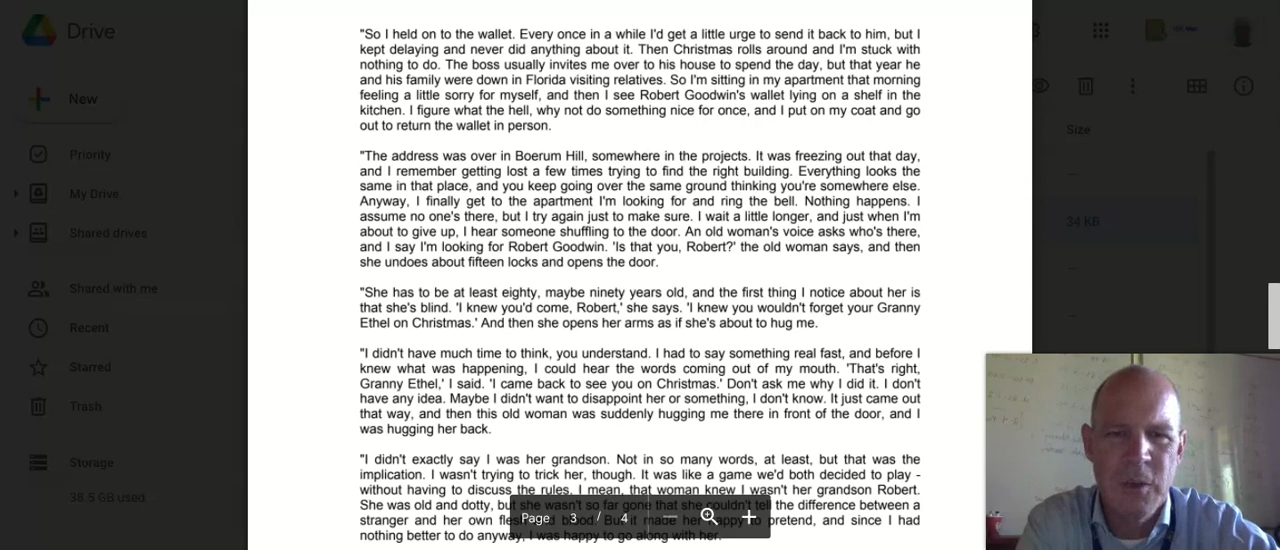 Drive
New
Priority
My Drive
Shared drives
Shared with me
Recent
Starred
Trash
Storage
38.5 GB used
"So I held on to the wallet. Every once in a while I'd get a little urge to send it back to him, but I
kept delaying and never did anything about it. Then Christmas rolls around and I'm stuck with
nothing to do. The boss usually invites me over to his house to spend the day, but that year he
and his family were down in Florida visiting relatives. So I'm sitting in my apartment that morning
feeling a little sorry for myself, and then I see Robert Goodwin's wallet lying on a shelf in the
kitchen. I figure what the hell, why not do something nice for once, and I put on my coat and go
out to return the wallet in person.
"The address was over in Boerum Hill, somewhere in the projects. It was freezing out that day,
and I remember getting lost a few times trying to find the right building. Everything looks the
same in that place, and you keep going over the same ground thinking you're somewhere else.
Anyway, I finally get to the apartment I'm looking for and ring the bell. Nothing happens. I
assume no one's there, but I try again just to make sure. I wait a little longer, and just when I'm
about to give up, I hear someone shuffling to the door. An old woman's voice asks who's there,
and I say I'm looking for Robert Goodwin. 'Is that you, Robert?' the old woman says, and then
she undoes about fifteen locks and opens the door.
"She has to be at least eighty, maybe ninety years old, and the first thing I notice about her is
that she's blind. 'I knew you'd come, Robert,' she says. 'I knew you wouldn't forget your Granny
Ethel on Christmas.' And then she opens her arms as if she's about to hug me.
"I didn't have much time to think, you understand. I had to say something real fast, and before I
knew what was happening, I could hear the words coming out of my mouth. 'That's right,
Granny Ethel,' I said. 'I came back to see you on Christmas.' Don't ask me why I did it. I don't
have any idea. Maybe I didn't want to disappoint her or something, I don't know. It just came out
that way, and then this old woman was suddenly hugging me there in front of the door, and I
was hugging her back.
"I didn't exactly say I was her grandson. Not in so many words, at least, but that was the
implication. I wasn't trying to trick her, though. It was like a game we'd both decided to play -
without having to discuss the rules. I mean, that woman knew I wasn't her grandson Robert.
She was old and dotty, but she wasn't so far gone that she couldn't tell the difference between a
stranger and her own flesh and blood. But it made her happy to pretend, and since I had
nothing better to do anyway, I was happy to go along with her.
Page 3 / 4
Size
34 KB